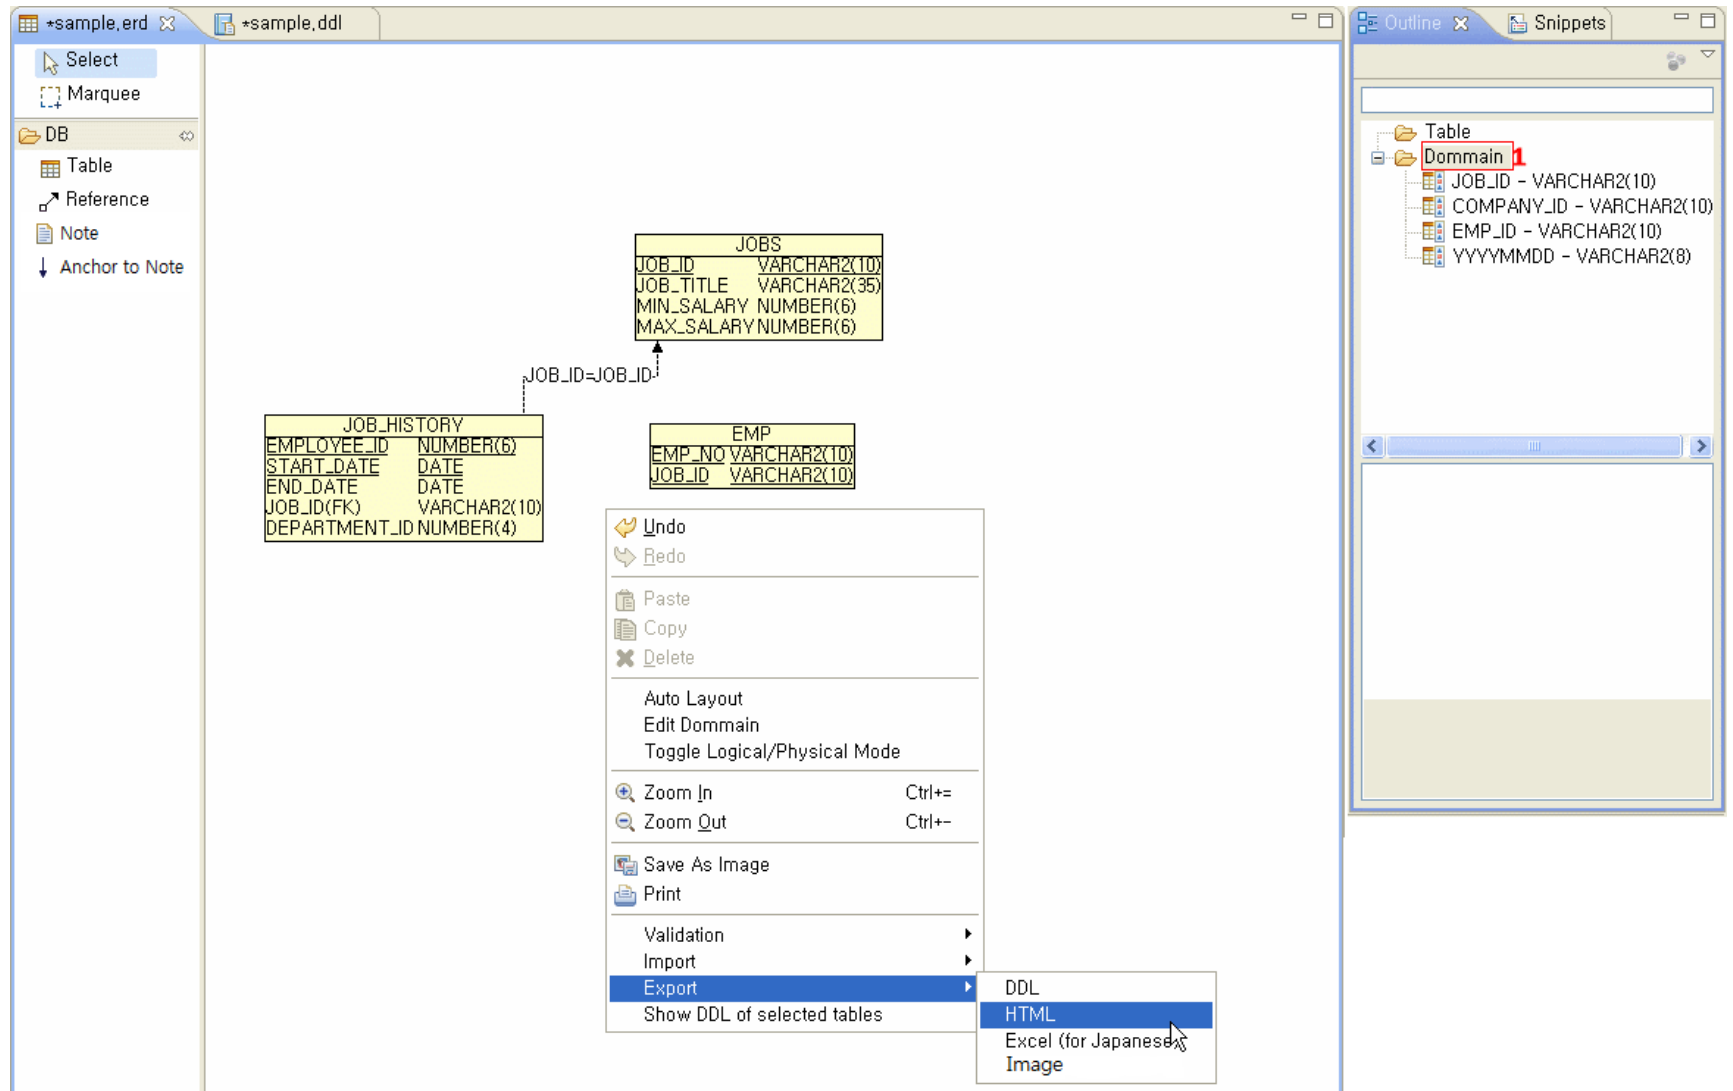 *sample.erd
*sample.ddl
Select
Marquee
DB
Table
Reference
Note
Anchor to Note
JOBS
JOB_ID VARCHAR2(10)
JOB_TITLE VARCHAR2(35)
MIN_SALARY NUMBER(6)
MAX_SALARY NUMBER(6)
JOB_ID=JOB_ID
JOB_HISTORY
EMPLOYEE_ID NUMBER(6)
START_DATE DATE
END_DATE DATE
JOB_ID(FK) VARCHAR2(10)
DEPARTMENT_ID NUMBER(4)
EMP
EMP_NO VARCHAR2(10)
JOB_ID VARCHAR2(10)
Undo
Redo
Paste
Copy
Delete
Auto Layout
Edit Dommain
Toggle Logical/Physical Mode
Zoom In Ctrl+=
Zoom Out Ctrl+-
Save As Image
Print
Validation
Import
Export
Show DDL of selected tables
DDL
HTML
Excel (for Japanese)
Image
Outline
Snippets
Table
Dommain 1
JOB_ID - VARCHAR2(10)
COMPANY_ID - VARCHAR2(10)
EMP_ID - VARCHAR2(10)
YYYYMMDD - VARCHAR2(8)